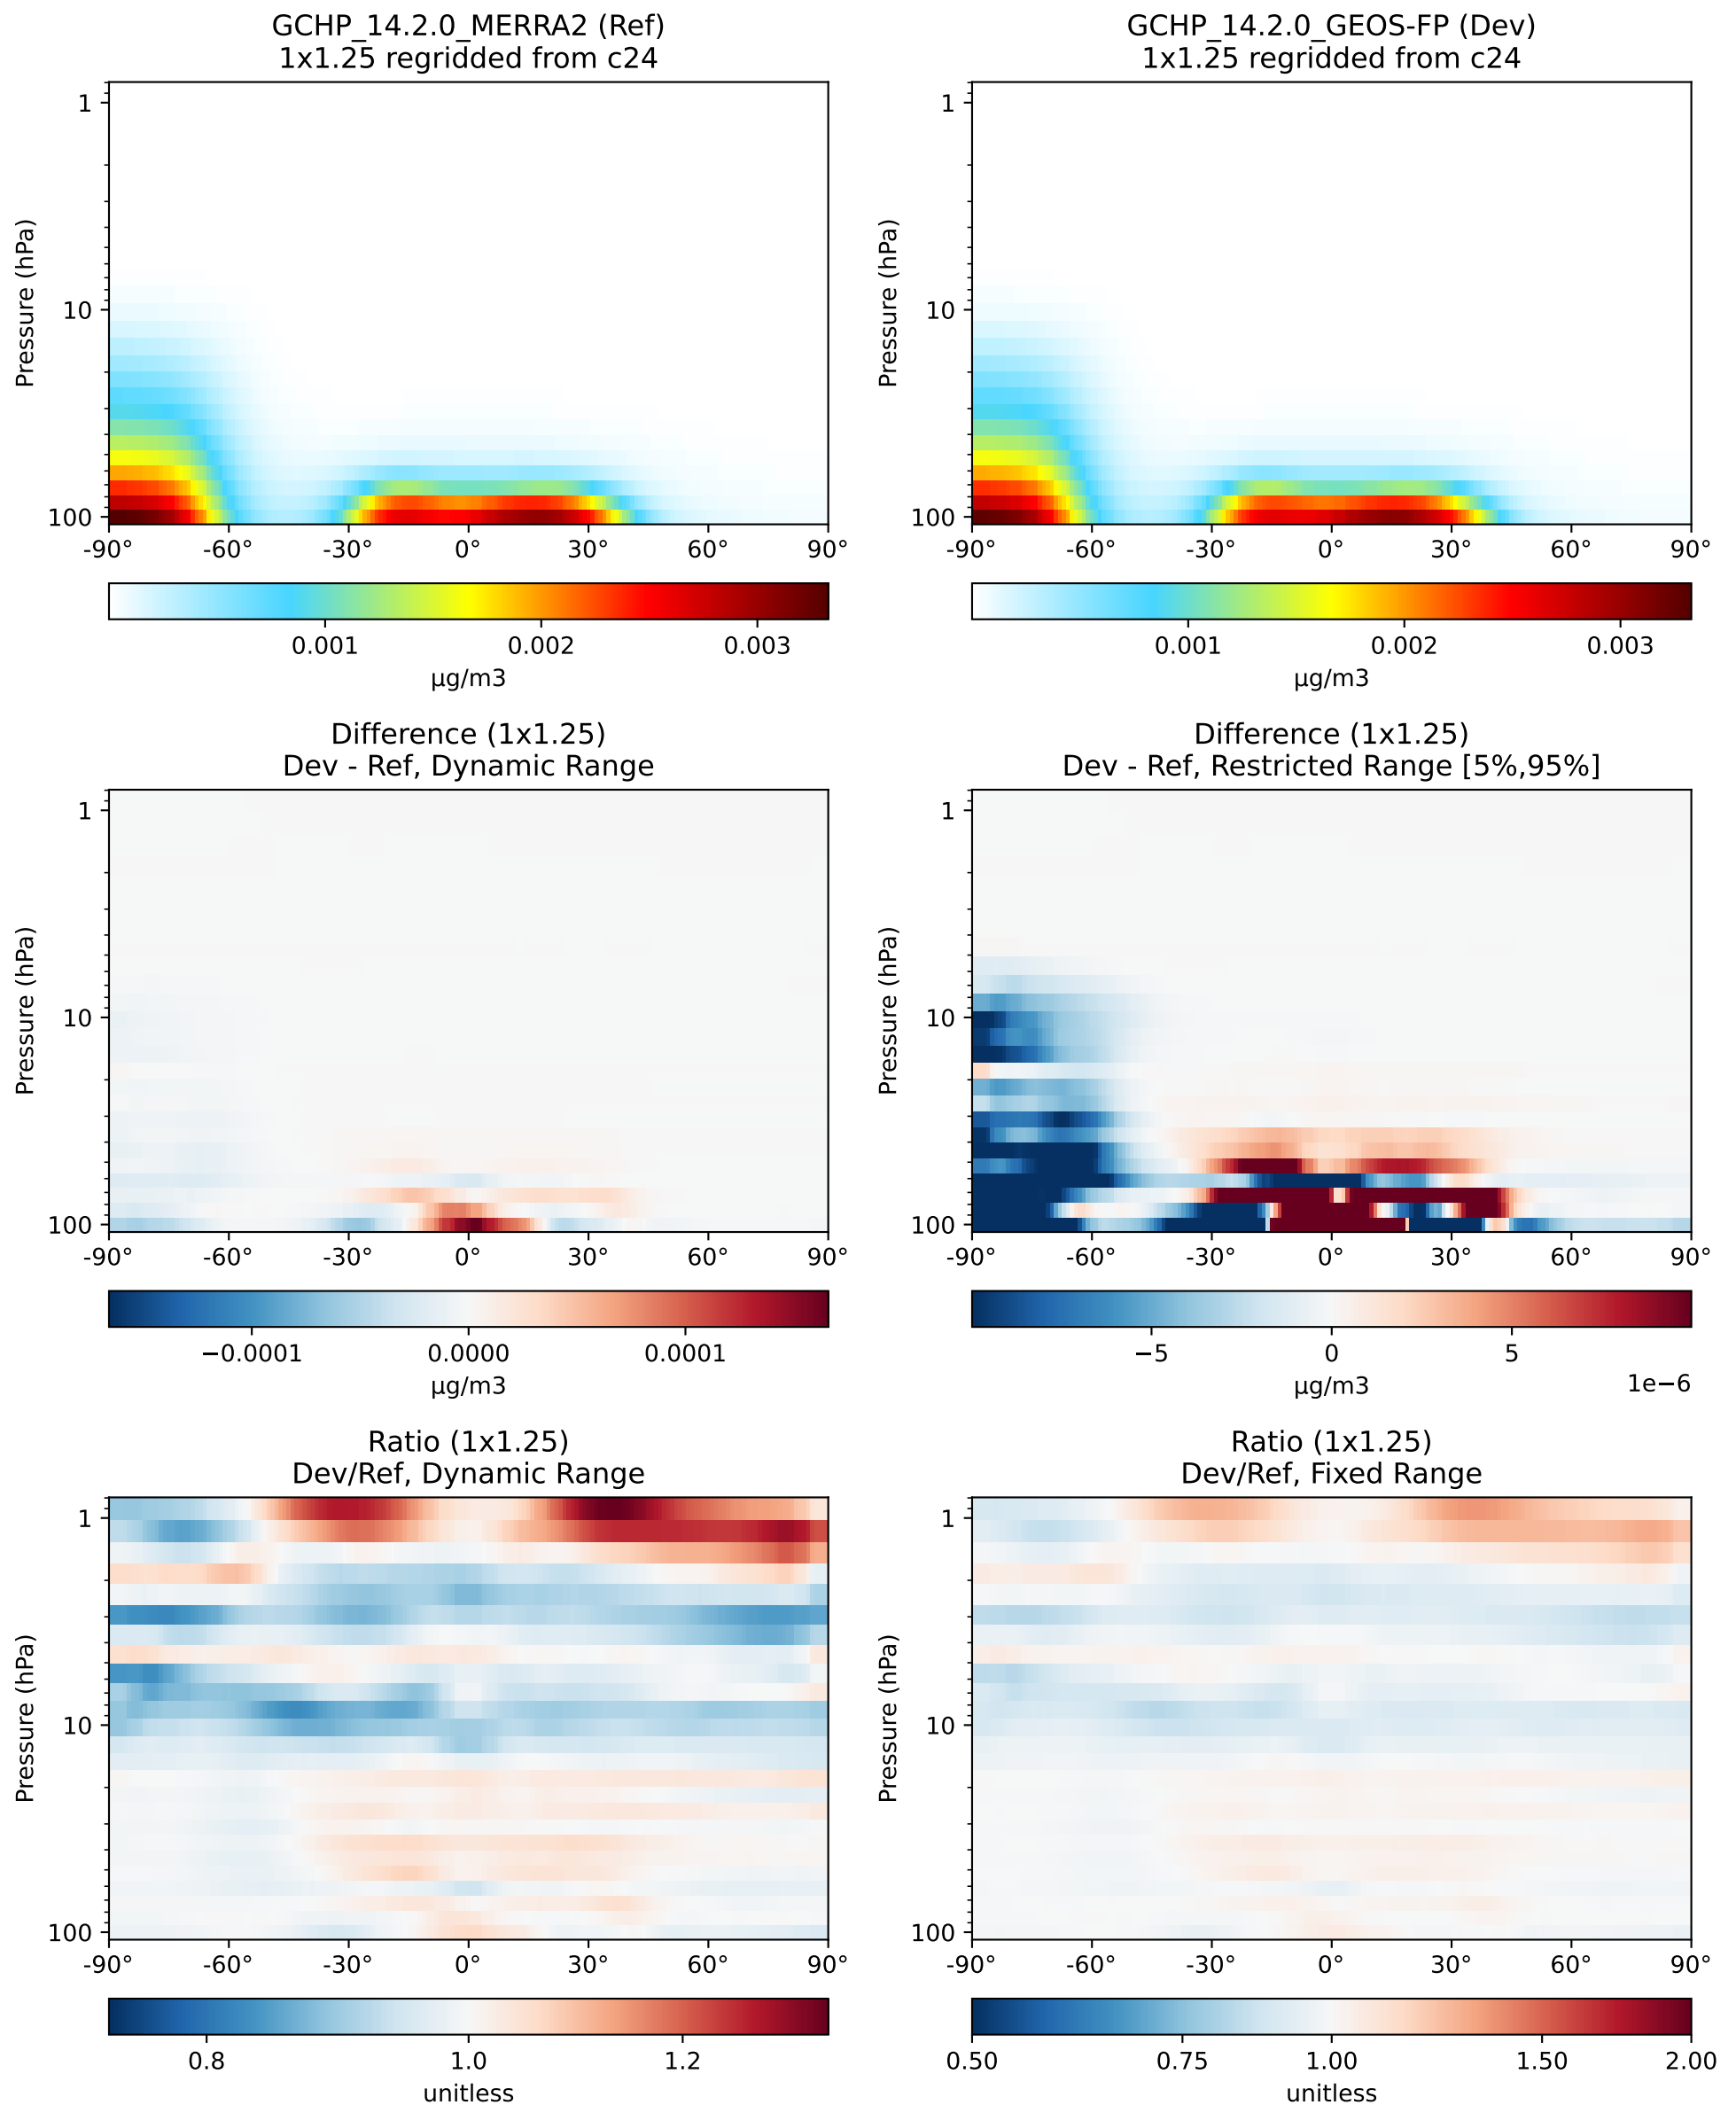 GCHP_14.2.0_MERRA2 (Ref)
1x1.25 regridded from c24
Pressure (hPa)
1
10
100
-90° -60° -30° 0° 30° 60° 90°
0.001 0.002 0.003
μg/m3
GCHP_14.2.0_GEOS-FP (Dev)
1x1.25 regridded from c24
Pressure (hPa)
1
10
100
-90° -60° -30° 0° 30° 60° 90°
0.001 0.002 0.003
μg/m3
Difference (1x1.25)
Dev - Ref, Dynamic Range
Pressure (hPa)
1
10
100
-90° -60° -30° 0° 30° 60° 90°
−0.0001 0.0000 0.0001
μg/m3
Difference (1x1.25)
Dev - Ref, Restricted Range [5%,95%]
Pressure (hPa)
1
10
100
-90° -60° -30° 0° 30° 60° 90°
−5 0 5
μg/m3
1e−6
Ratio (1x1.25)
Dev/Ref, Dynamic Range
Pressure (hPa)
1
10
100
-90° -60° -30° 0° 30° 60° 90°
0.8 1.0 1.2
unitless
Ratio (1x1.25)
Dev/Ref, Fixed Range
Pressure (hPa)
1
10
100
-90° -60° -30° 0° 30° 60° 90°
0.50 0.75 1.00 1.50 2.00
unitless